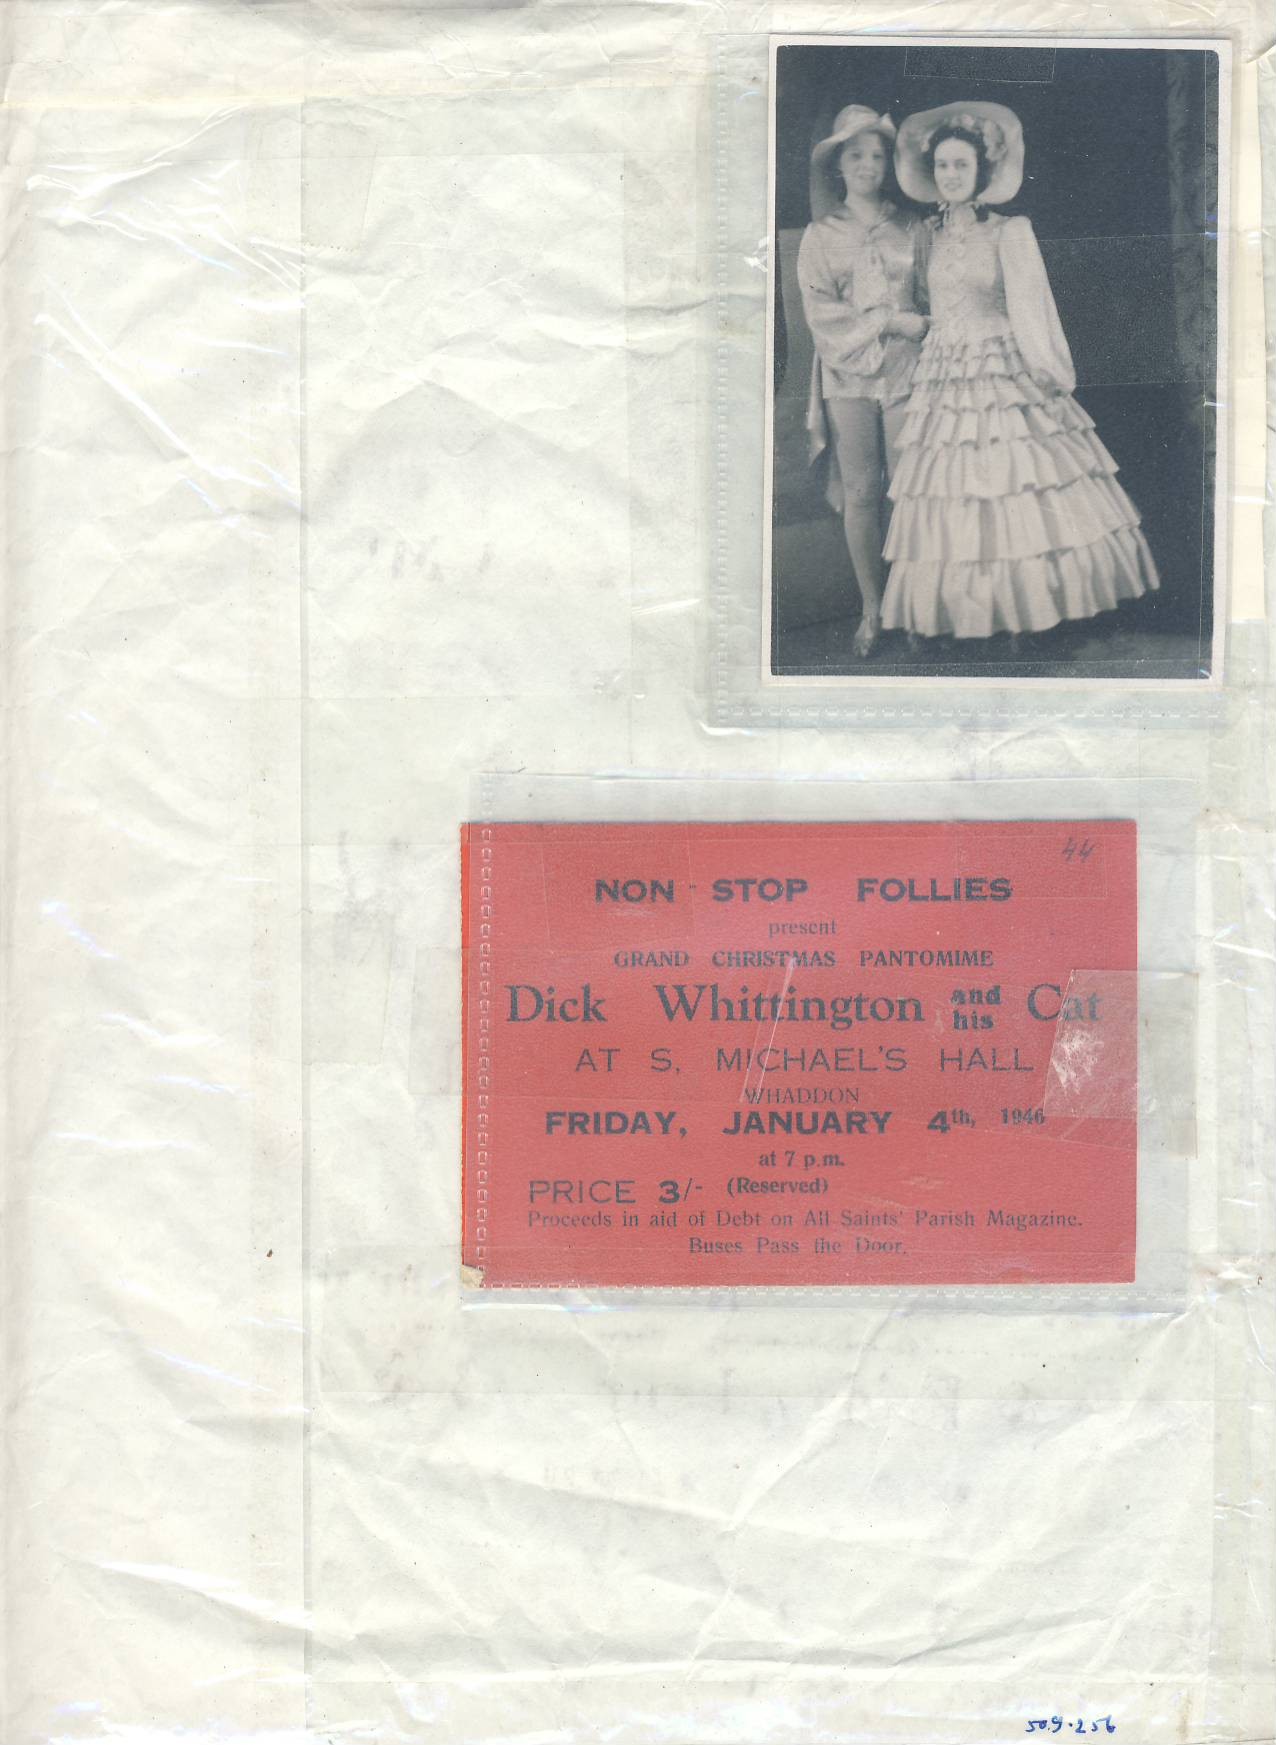 44
NON-STOP FOLLIES
present
GRAND CHRISTMAS PANTOMIME
Dick Whittington and his Cat
AT S. MICHAEL'S HALL
WHADDON
FRIDAY, JANUARY 4th, 1946
at 7 p.m.
PRICE 3/- (Reserved)
Proceeds in aid of Debt on All Saints' Parish Magazine.
Buses Pass the Door.
509.256